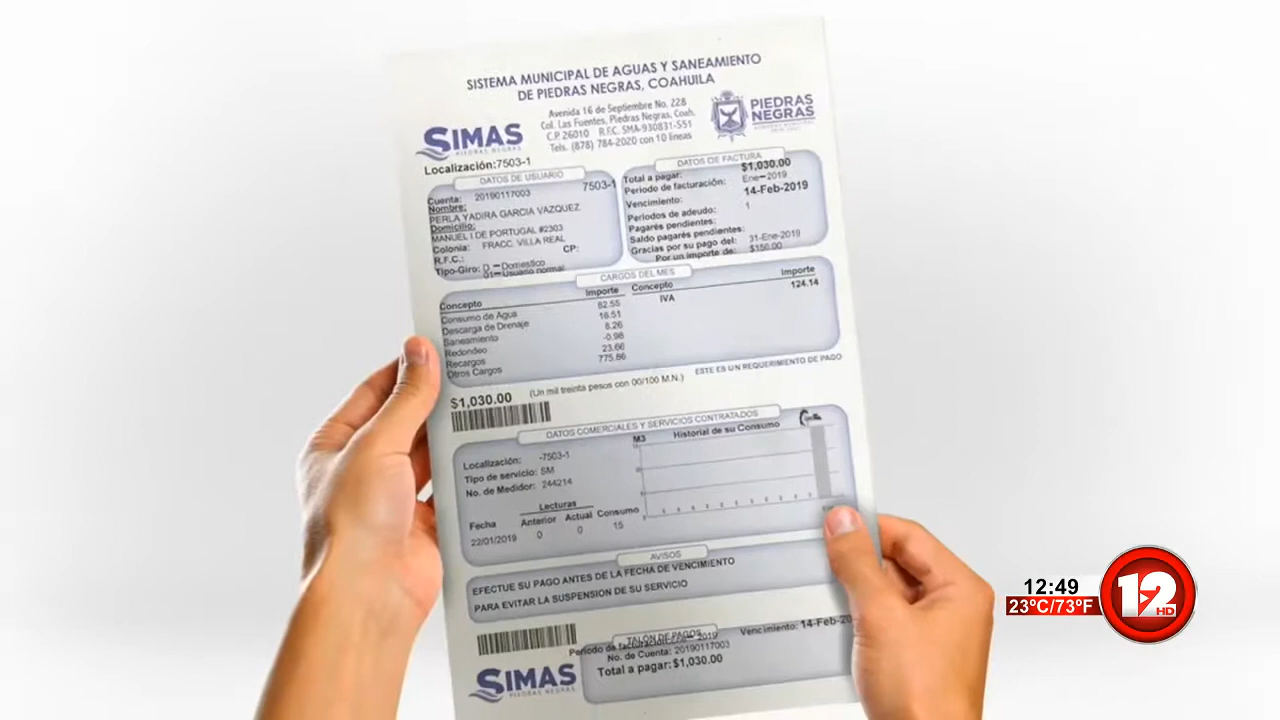 SISTEMA MUNICIPAL DE AGUAS Y SANEAMIENTO
DE PIEDRAS NEGRAS, COAHUILA
Avenida 16 de Septiembre No. 228
Col. Las Fuentes, Piedras Negras, Coah.
C.P. 26010 R.F.C. SMA-930831-S51
Tels. (878) 784-2020 con 10 lineas
SIMAS
PIEDRAS NEGRAS
PIEDRAS
NEGRAS
Localización:7503-1
DATOS DE USUARIO
7503-1
Cuenta: 20190117003
Nombre:
PERLA YADIRA GARCIA VAZQUEZ
Domicilio:
MANUEL I DE PORTUGAL #2303
Colonia: FRACC. VILLA REAL
R.F.C.: CP:
Tipo-Giro: D -- Domestico
01--Usuario normal
DATOS DE FACTURA
Total a pagar: $1,030.00
Periodo de facturación: Ene--2019
Vencimiento: 14-Feb-2019
Periodos de adeudo: 1
Pagarés pendientes:
Saldo pagarés pendientes:
Gracias por su pago del: 31-Ene-2019
Por un importe de: $150.00
CARGOS DEL MES
Concepto Importe Concepto Importe
Consumo de Agua 82.55 IVA 124.14
Descarga de Drenaje 16.51
Saneamiento 8.26
Redondeo -0.98
Recargos 23.66
Otros Cargos 775.86
ESTE ES UN REQUERIMIENTO DE PAGO
$1,030.00 (Un mil treinta pesos con 00/100 M.N.)
DATOS COMERCIALES Y SERVICIOS CONTRATADOS
Localización: -7503-1
Tipo de servicio: SM
No. de Medidor: 244214
M3 Historial de su Consumo
Lecturas
Fecha Anterior Actual Consumo
22/01/2019 0 0 15
AVISOS
EFECTUE SU PAGO ANTES DE LA FECHA DE VENCIMIENTO
PARA EVITAR LA SUSPENSION DE SU SERVICIO
TALON DE PAGOS
Periodo de facturación: Ene-- 2019 Vencimiento: 14-Feb-20
No. de Cuenta: 20190117003
Total a pagar: $1,030.00
SIMAS
PIEDRAS NEGRAS
12:49
23°C/73°F
12
HD